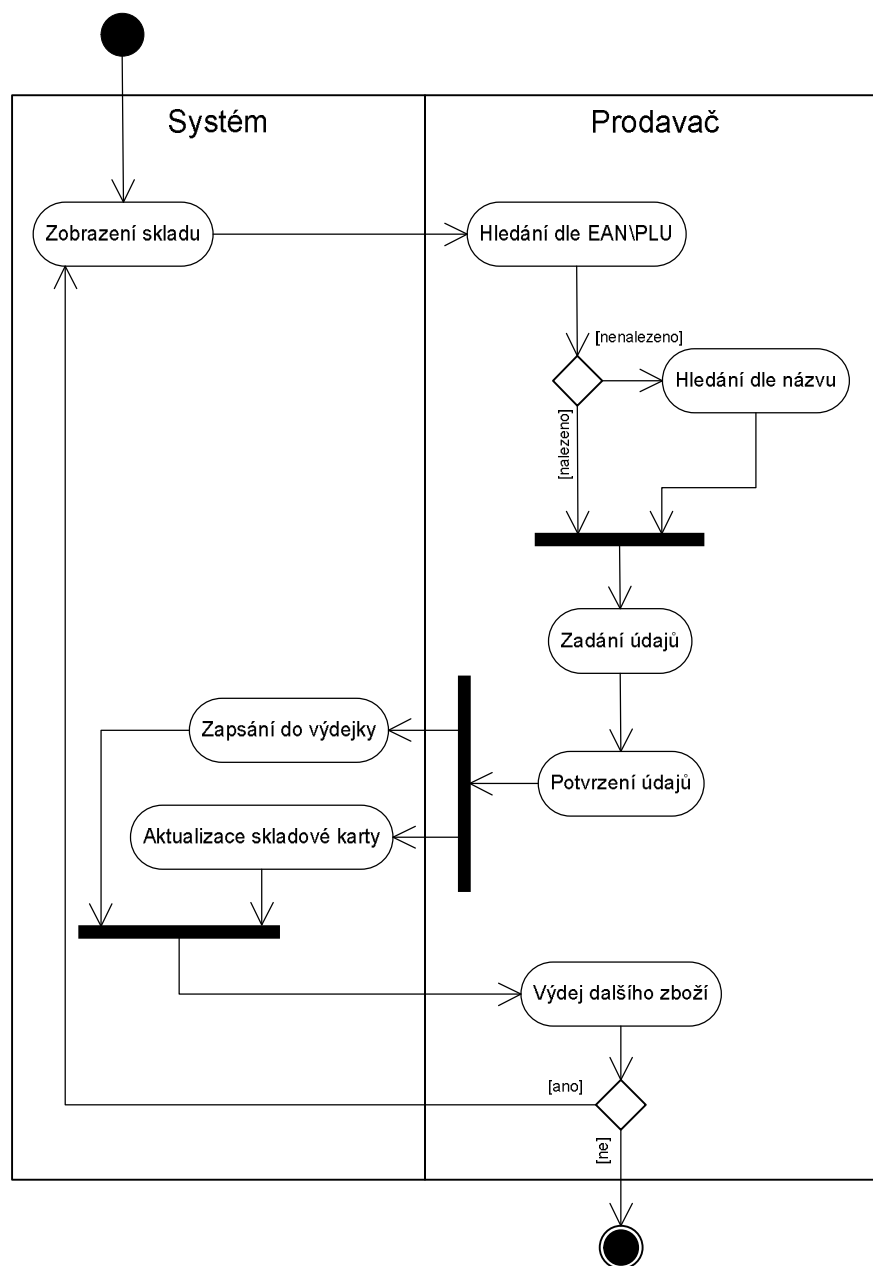 Systém
Prodavač
Zobrazení skladu
Hledání dle EAN\PLU
[nenalezeno]
Hledání dle názvu
[nalezeno]
Zadání údajů
Zapsání do výdejky
Potvrzení údajů
Aktualizace skladové karty
Výdej dalšího zboží
[ano]
[ne]